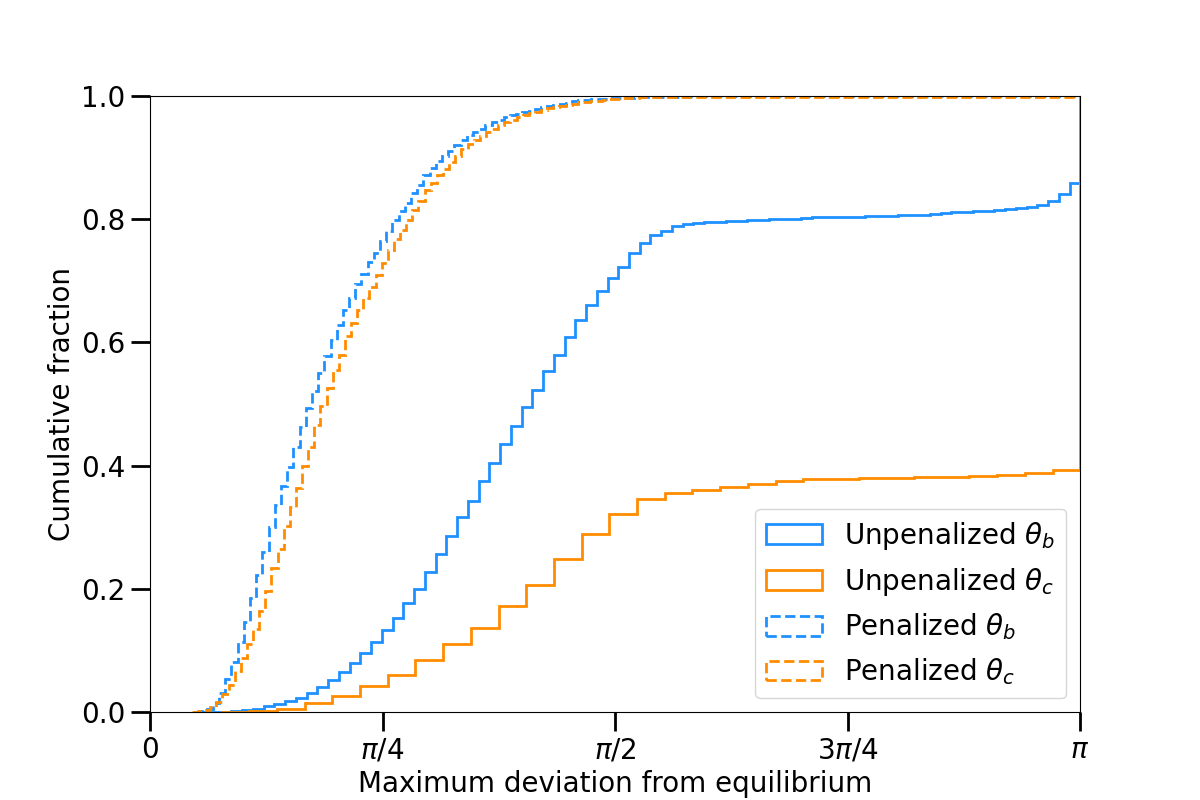 1.0
0.8
0.6
0.4
0.2
0.0
Cumulative fraction
0
π/4
π/2
3π/4
π
Maximum deviation from equilibrium
Unpenalized θ_b
Unpenalized θ_c
Penalized θ_b
Penalized θ_c